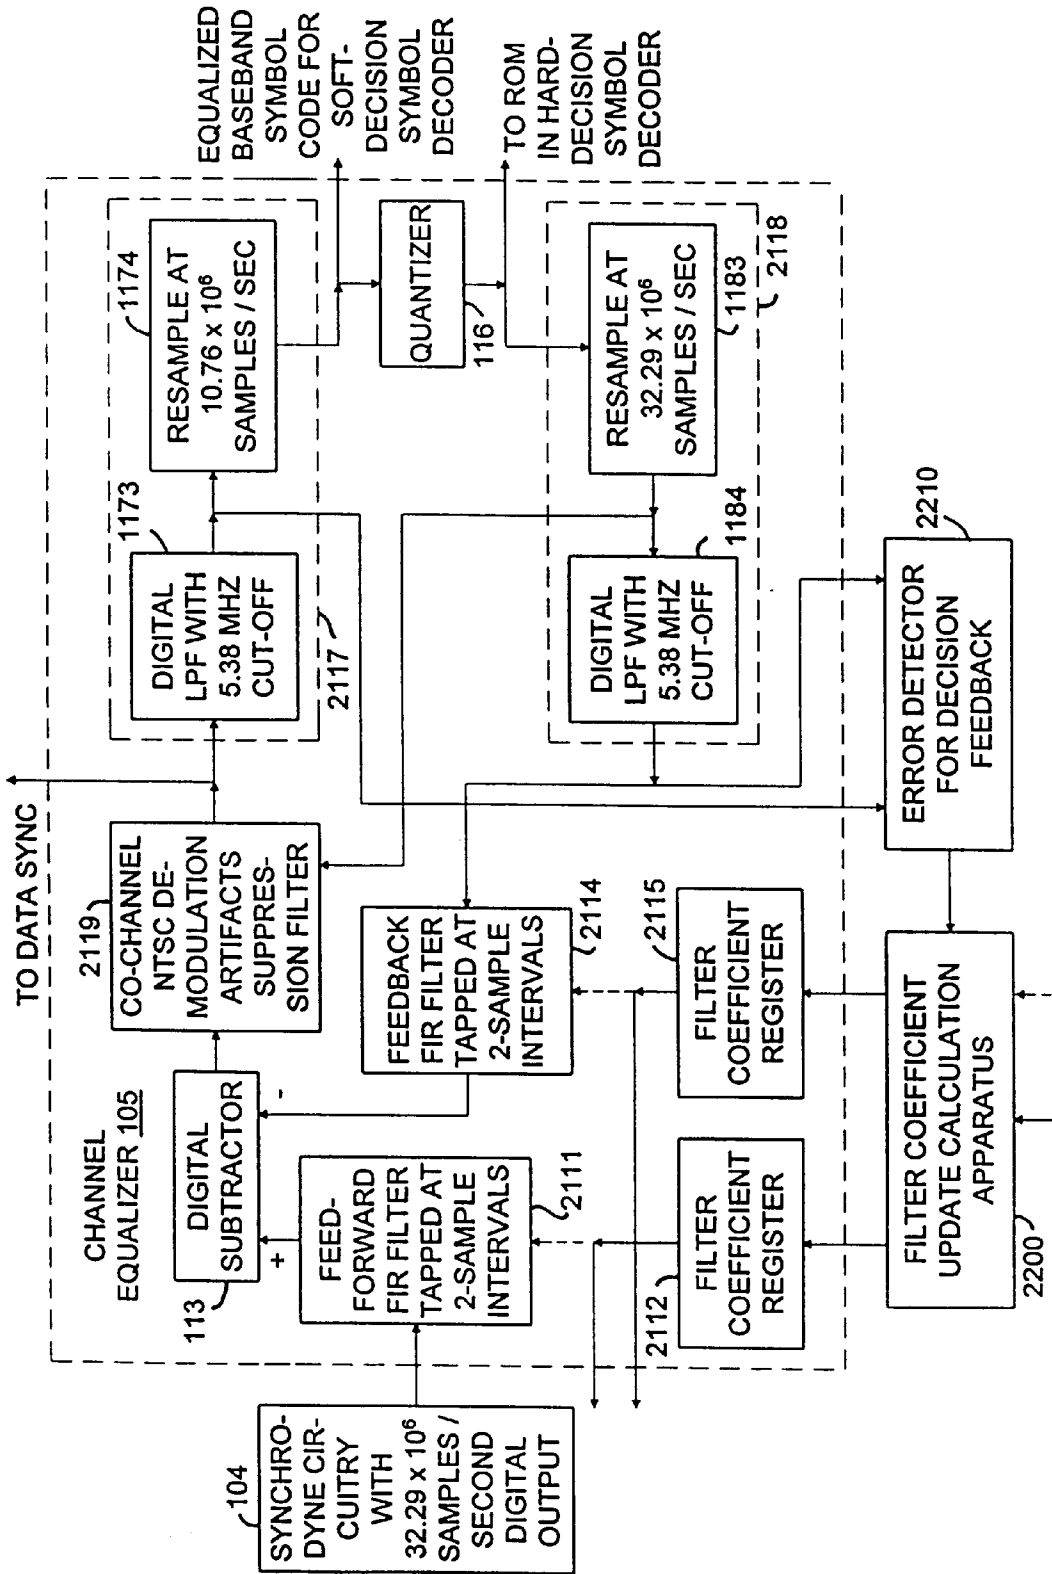 TO DATA SYNC
EQUALIZED
BASEBAND
SYMBOL
CODE FOR
SOFT-
DECISION
SYMBOL
DECODER
TO ROM
IN HARD-
DECISION
SYMBOL
DECODER
CHANNEL
EQUALIZER 105
104
SYNCHRO-
DYNE CIR-
CUITRY
WITH
32.29 x 10⁶
SAMPLES /
SECOND
DIGITAL
OUTPUT
113
DIGITAL
SUBTRACTOR
+
-
2119
CO-CHANNEL
NTSC DE-
MODULATION
ARTIFACTS
SUPPRES-
SION FILTER
1173
DIGITAL
LPF WITH
5.38 MHZ
CUT-OFF
2117
1174
RESAMPLE AT
10.76 x 10⁶
SAMPLES / SEC
QUANTIZER
116
FEED-
FORWARD
FIR FILTER
TAPPED AT
2-SAMPLE
INTERVALS
2111
FEEDBACK
FIR FILTER
TAPPED AT
2-SAMPLE
INTERVALS
2114
DIGITAL
LPF WITH
5.38 MHZ
CUT-OFF
1184
RESAMPLE AT
32.29 x 10⁶
SAMPLES / SEC
1183
2118
2112
FILTER
COEFFICIENT
REGISTER
2115
FILTER
COEFFICIENT
REGISTER
FILTER COEFFICIENT
UPDATE CALCULATION
APPARATUS
2200
2210
ERROR DETECTOR
FOR DECISION
FEEDBACK